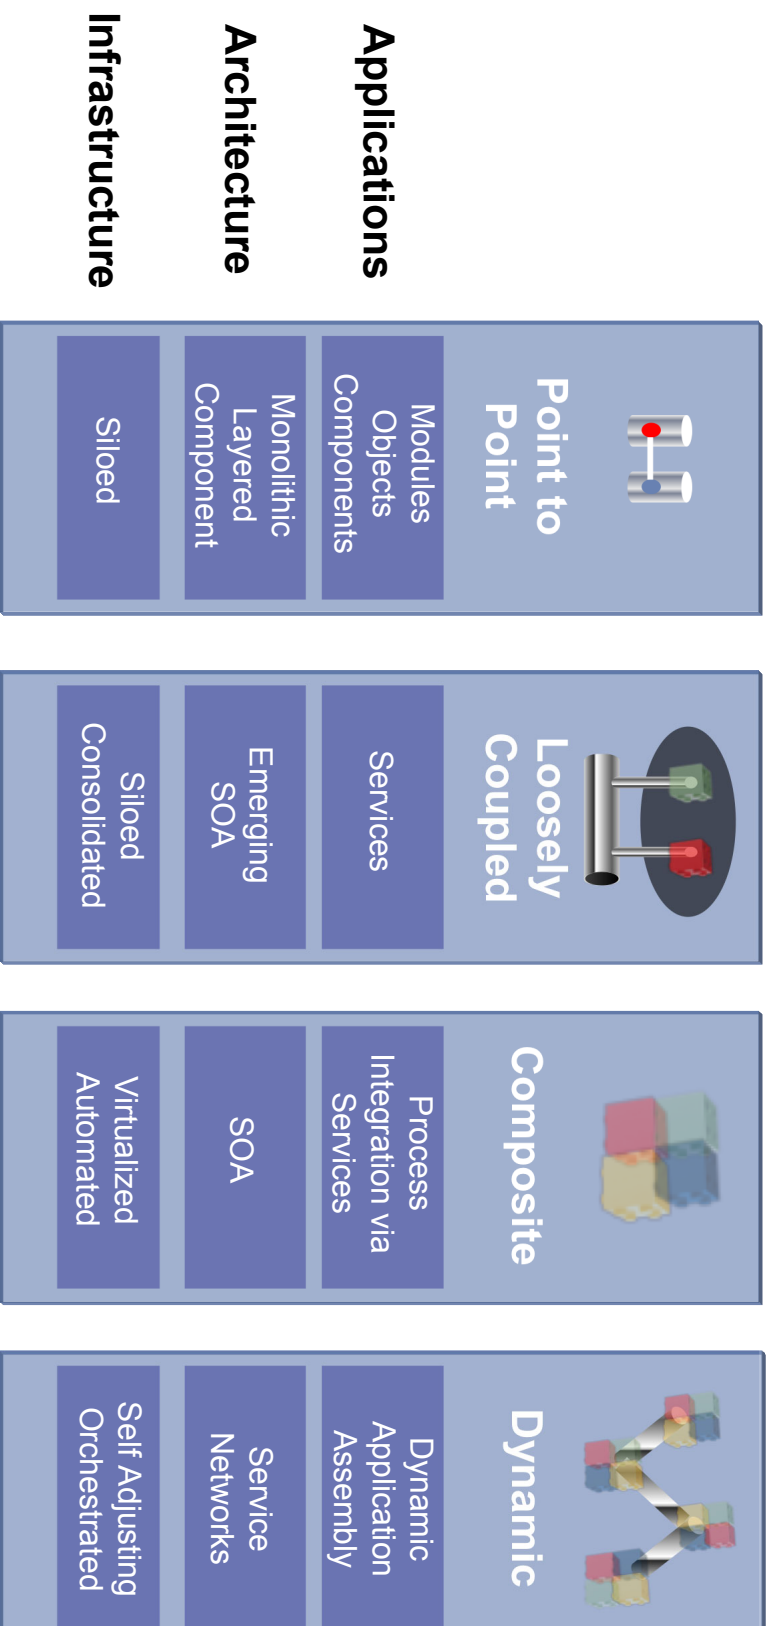 Point to
Point
Loosely
Coupled
Composite
Dynamic
Applications
Modules
Objects
Components
Services
Process
Integration via
Services
Dynamic
Application
Assembly
Architecture
Monolithic
Layered
Component
Emerging
SOA
SOA
Service
Networks
Infrastructure
Siloed
Siloed
Consolidated
Virtualized
Automated
Self Adjusting
Orchestrated